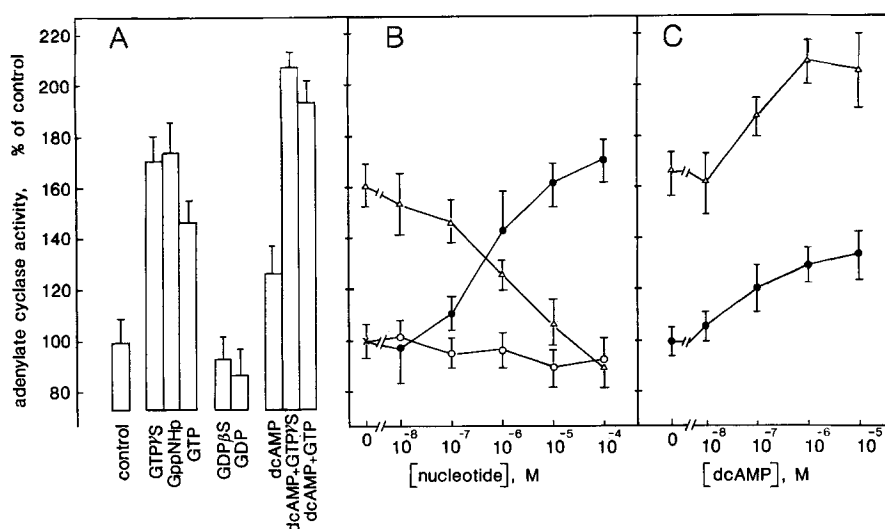 adenylate cyclase activity, % of control
220
200
180
160
140
120
100
80
A
control
GTPγS
GppNHp
GTP
GDPβS
GDP
dcAMP
dcAMP+GTPγS
dcAMP+GTP
B
0 10⁻⁸ 10⁻⁷ 10⁻⁶ 10⁻⁵ 10⁻⁴
[nucleotide], M
C
0 10⁻⁸ 10⁻⁷ 10⁻⁶ 10⁻⁵
[dcAMP], M